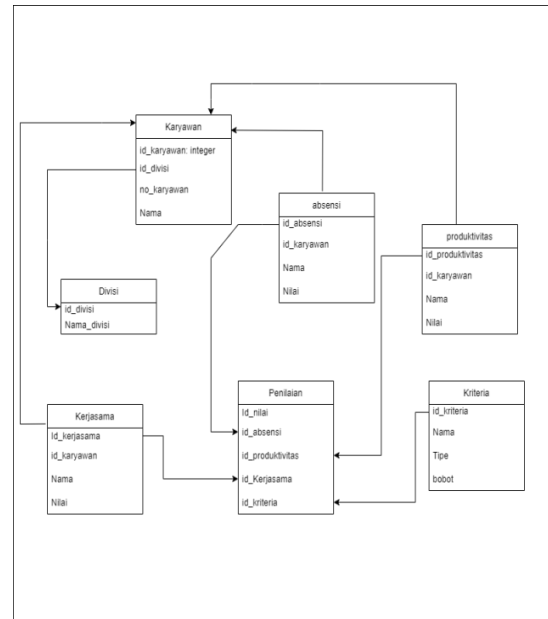 Karyawan
id_karyawan: integer
id_divisi
no_karyawan
Nama
absensi
id_absensi
id_karyawan
Nama
Nilai
produktivitas
id_produktivitas
id_karyawan
Nama
Nilai
Divisi
id_divisi
Nama_divisi
Kerjasama
Id_kerjasama
id_karyawan
Nama
Nilai
Penilaian
Id_nilai
id_absensi
id_produktivitas
id_Kerjasama
id_kriteria
Kriteria
id_kriteria
Nama
Tipe
bobot